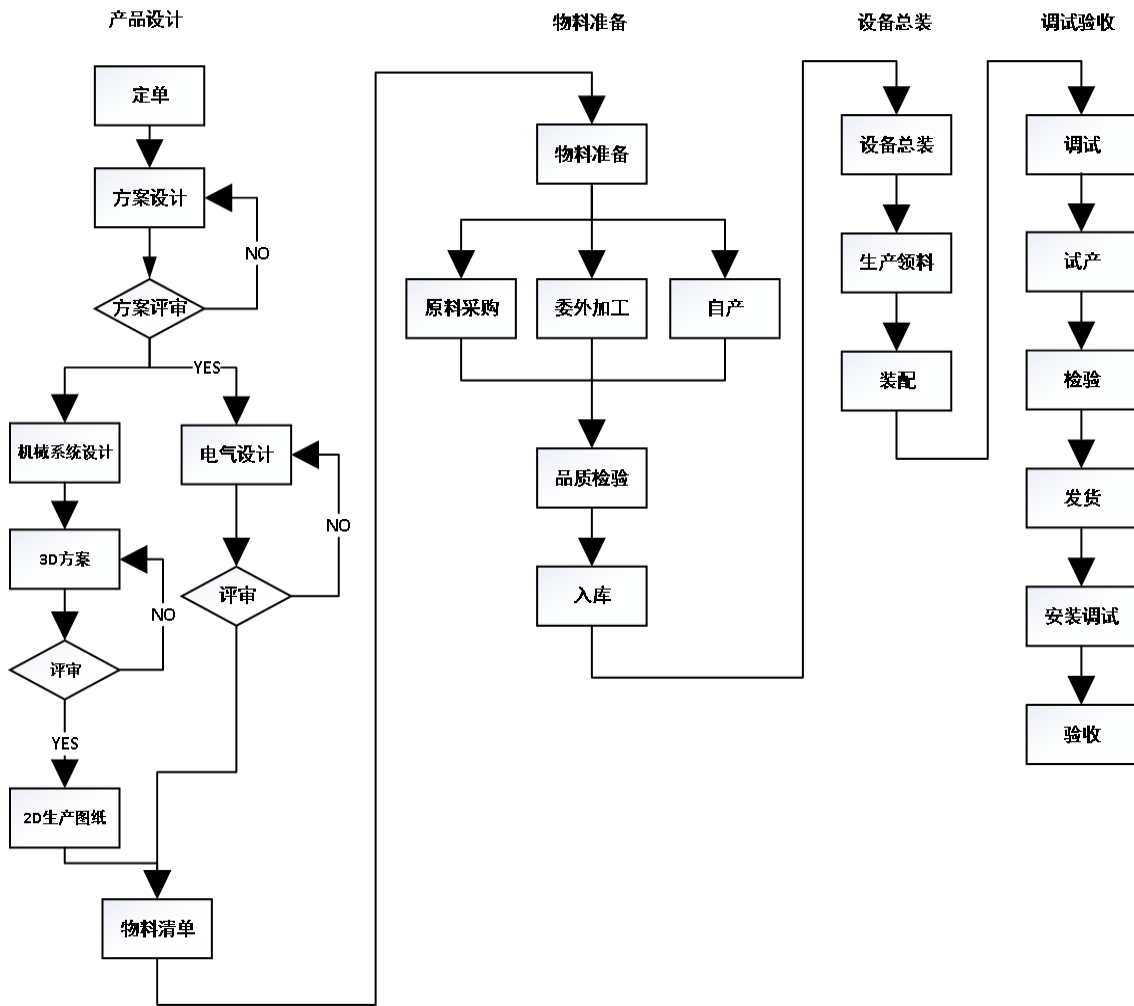 产品设计
定单
方案设计
NO
方案评审
YES
机械系统设计
电气设计
3D方案
NO
评审
NO
评审
YES
2D生产图纸
物料清单
物料准备
物料准备
原料采购
委外加工
自产
品质检验
入库
设备总装
设备总装
生产领料
装配
调试验收
调试
试产
检验
发货
安装调试
验收